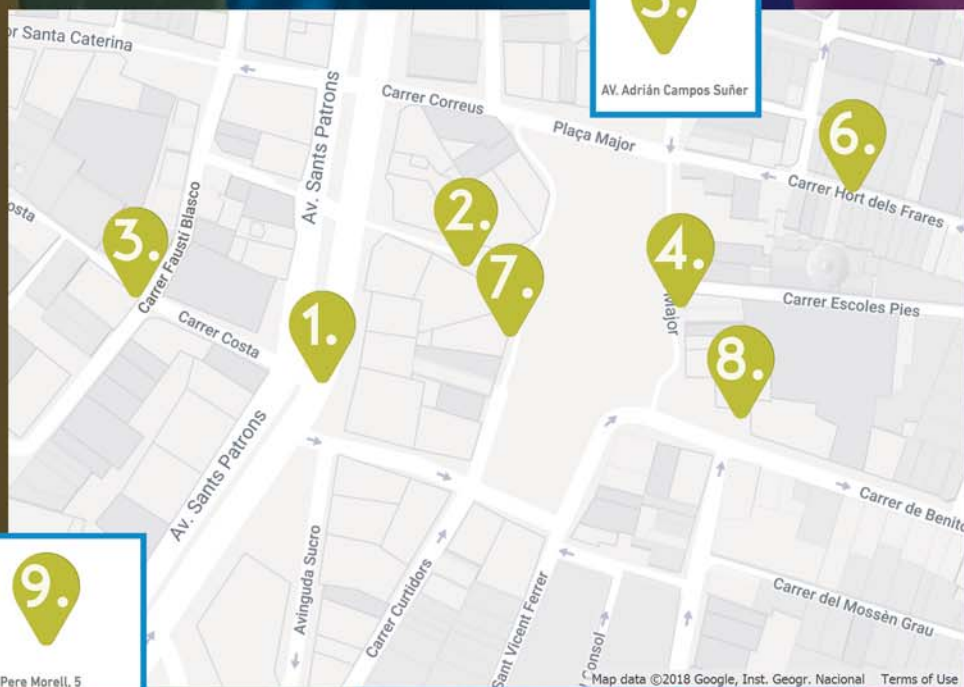 5.
AV. Adrián Campos Suñer
Santa Caterina
Av. Sants Patrons
Carrer Correus
Plaça Major
6.
Carrer Hort dels Frares
Carrer Faustí Blasco
3.
2.
7.
4.
Major
Carrer Escoles Pies
Carrer Costa
1.
8.
Av. Sants Patrons
Carrer de Benito
9.
Pere Morell, 5
Avinguda Sucro
Carrer Curtidors
Sant Vicent Ferrer
Consol
Carrer del Mossèn Grau
Map data ©2018 Google, Inst. Geogr. Nacional Terms of Use